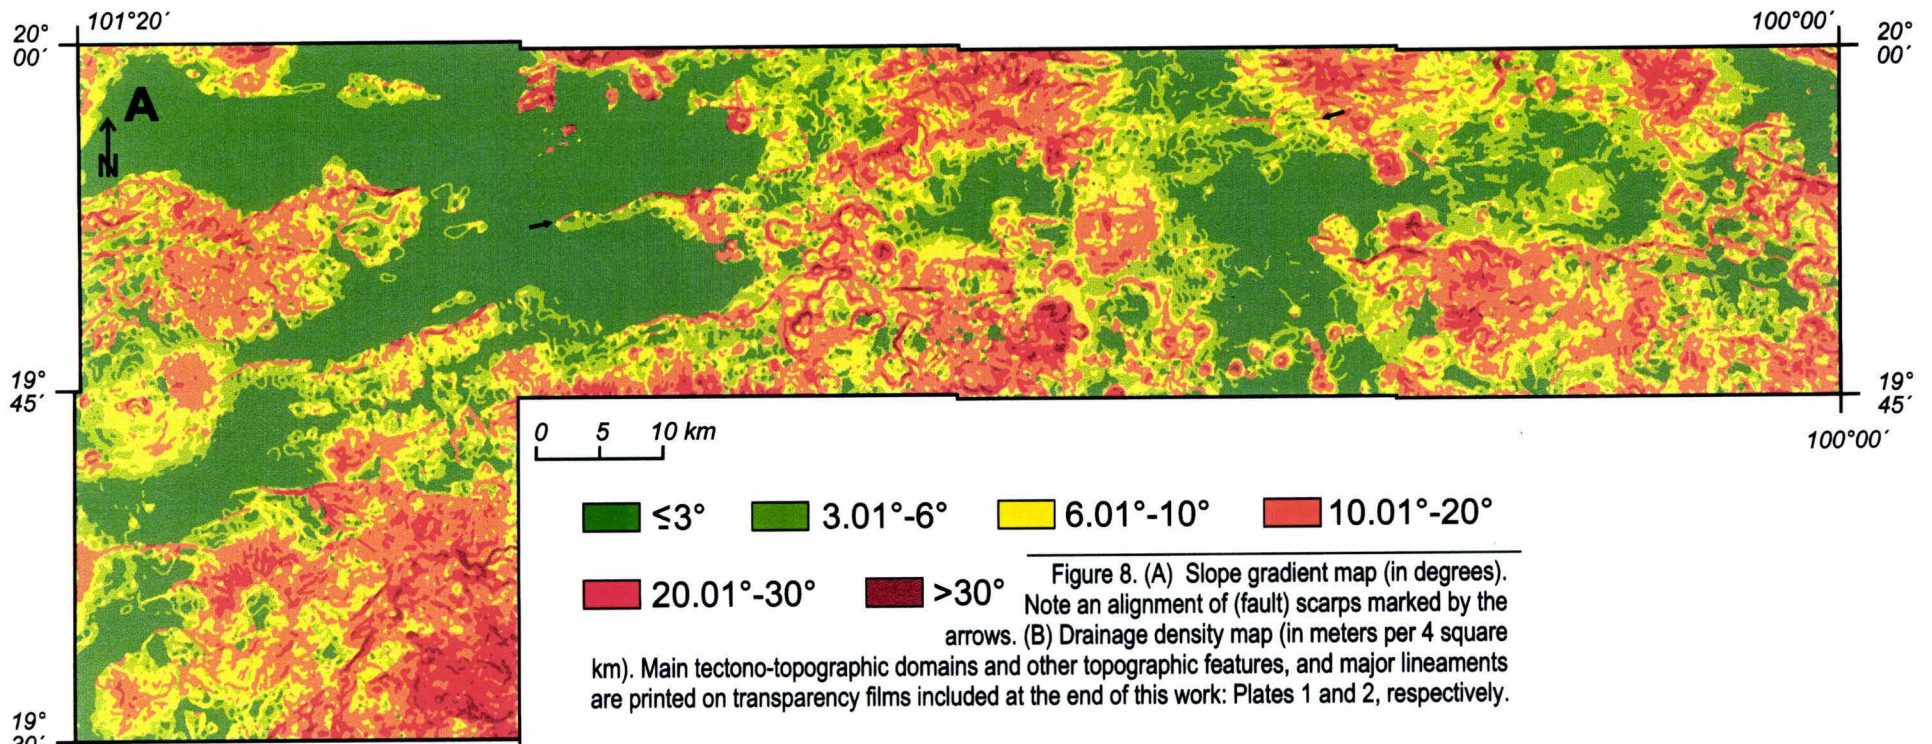 101°20´
100°00´
20°
00´
20°
00´
A
N
19°
45´
19°
45´
100°00´
0 5 10 km
≤3° 3.01°-6° 6.01°-10° 10.01°-20°
20.01°-30° >30°
Figure 8. (A) Slope gradient map (in degrees).
Note an alignment of (fault) scarps marked by the
arrows. (B) Drainage density map (in meters per 4 square
km). Main tectono-topographic domains and other topographic features, and major lineaments
are printed on transparency films included at the end of this work: Plates 1 and 2, respectively.
19°
30´